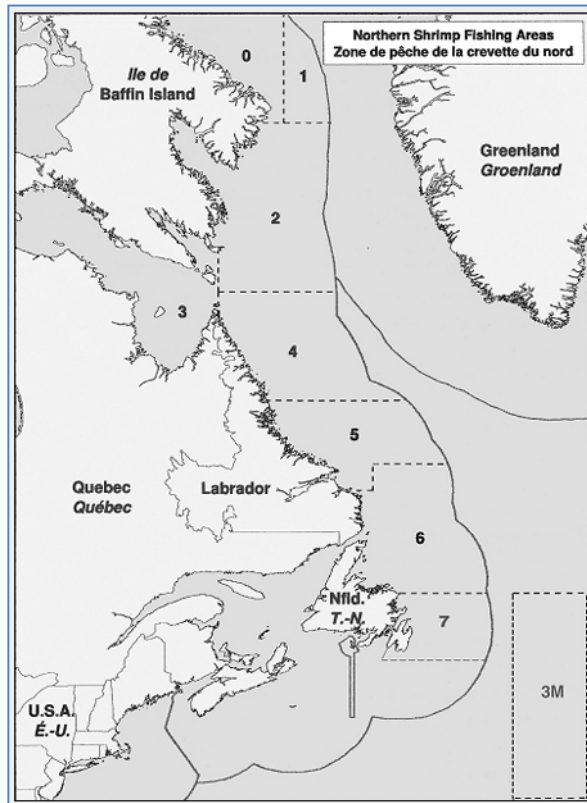 Northern Shrimp Fishing Areas
Zone de pêche de la crevette du nord
0
1
Ile de
Baffin Island
Greenland
Groenland
2
3
4
5
Quebec
Québec
Labrador
6
Nfld.
T.-N.
7
3M
U.S.A.
É.-U.